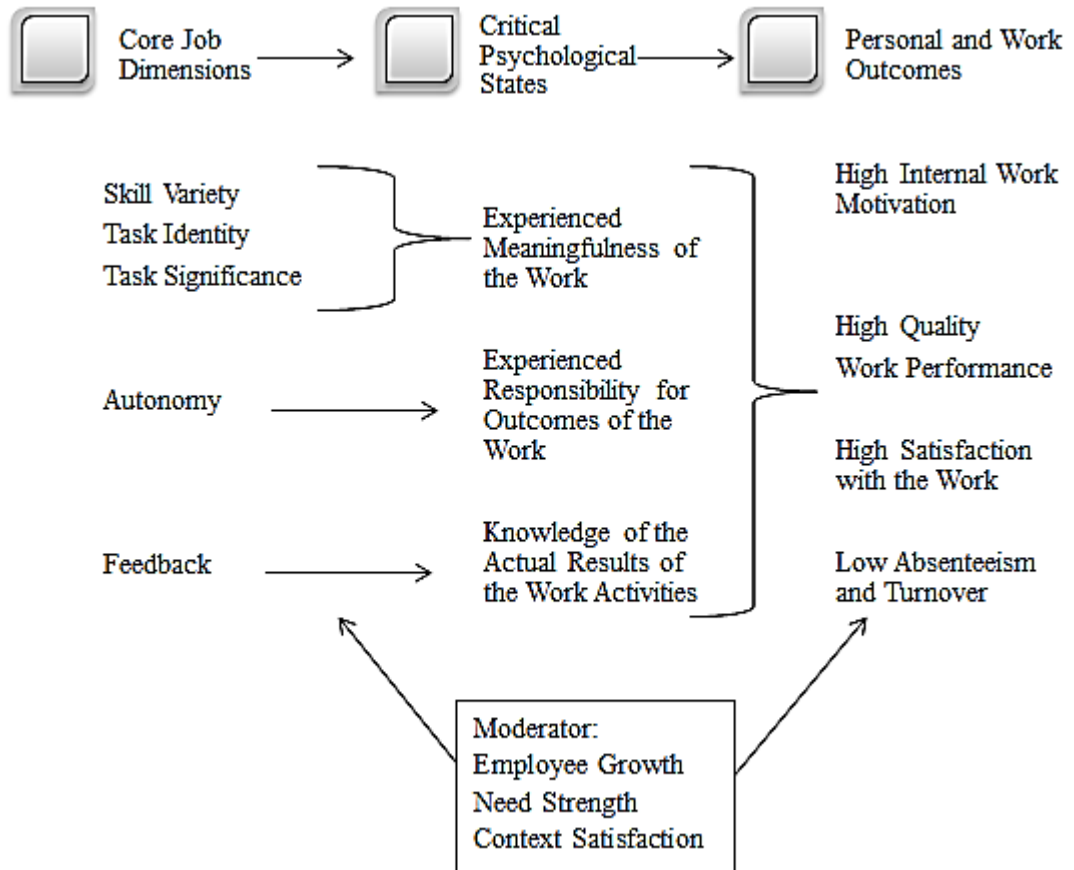 Core Job
Dimensions
Critical
Psychological
States
Personal and Work
Outcomes
Skill Variety
Task Identity
Task Significance
Experienced
Meaningfulness of
the Work
High Internal Work
Motivation
Autonomy
Experienced
Responsibility for
Outcomes of the
Work
High Quality
Work Performance
High Satisfaction
with the Work
Feedback
Knowledge of the
Actual Results of
the Work Activities
Low Absenteeism
and Turnover
Moderator:
Employee Growth
Need Strength
Context Satisfaction